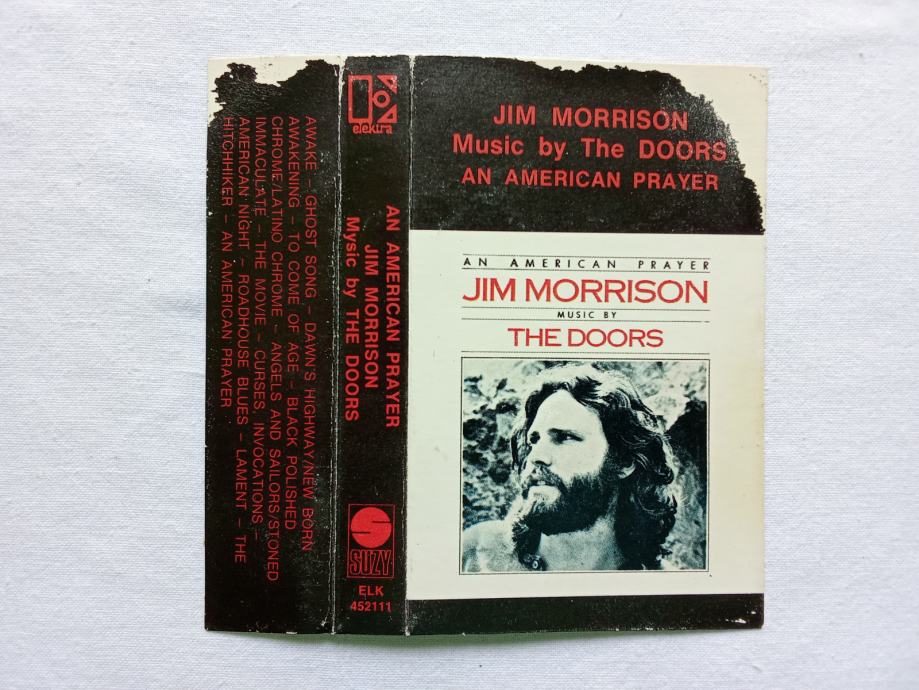 JIM MORRISON
Music by The DOORS
AN AMERICAN PRAYER
AN AMERICAN PRAYER
JIM MORRISON
MUSIC BY
THE DOORS
elektra
AN AMERICAN PRAYER
JIM MORRISON
Mysic by THE DOORS
SUZY
ELK
452111
AWAKE – GHOST SONG – DAWN'S HIGHWAY/NEW BORN
AWAKENING – TO COME OF AGE – BLACK POLISHED
CHROME/LATINO CHROME – ANGELS AND SAILORS/STONED
IMMACULATE – THE MOVIE – CURSES, INVOCATIONS –
AMERICAN NIGHT – ROADHOUSE BLUES – LAMENT – THE
HITCHHIKER – AN AMERICAN PRAYER